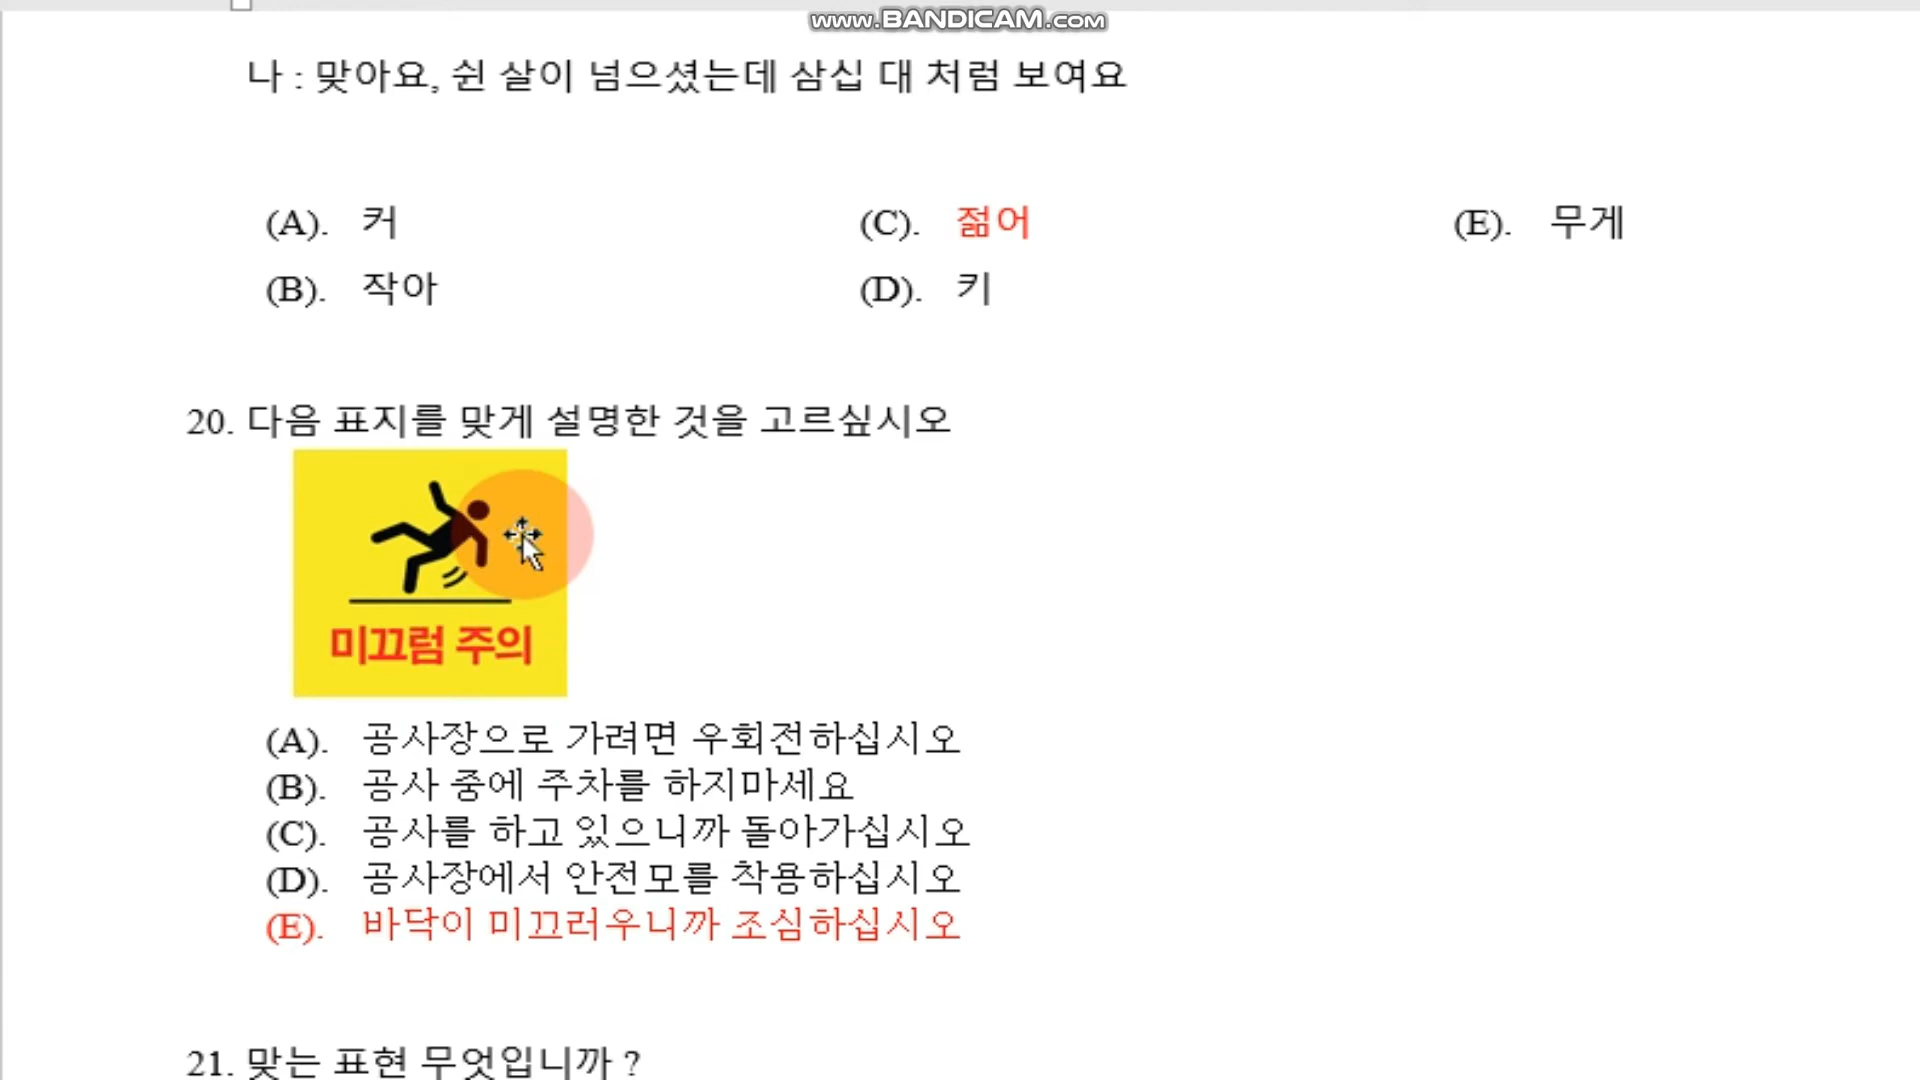 www.BANDICAM.com
나 : 맞아요, 쉰 살이 넘으셨는데 삼십 대 처럼 보여요
(A). 커
(C). 젊어
(E). 무게
(B). 작아
(D). 키
20. 다음 표지를 맞게 설명한 것을 고르싶시오
미끄럼 주의
(A). 공사장으로 가려면 우회전하십시오
(B). 공사 중에 주차를 하지마세요
(C). 공사를 하고 있으니까 돌아가십시오
(D). 공사장에서 안전모를 착용하십시오
(E). 바닥이 미끄러우니까 조심하십시오
21. 맞는 표현 무엇입니까 ?